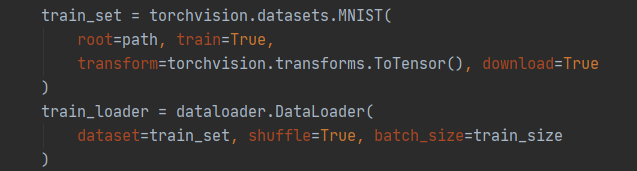 train_set = torchvision.datasets.MNIST(
    root=path, train=True,
    transform=torchvision.transforms.ToTensor(), download=True
)
train_loader = dataloader.DataLoader(
    dataset=train_set, shuffle=True, batch_size=train_size
)